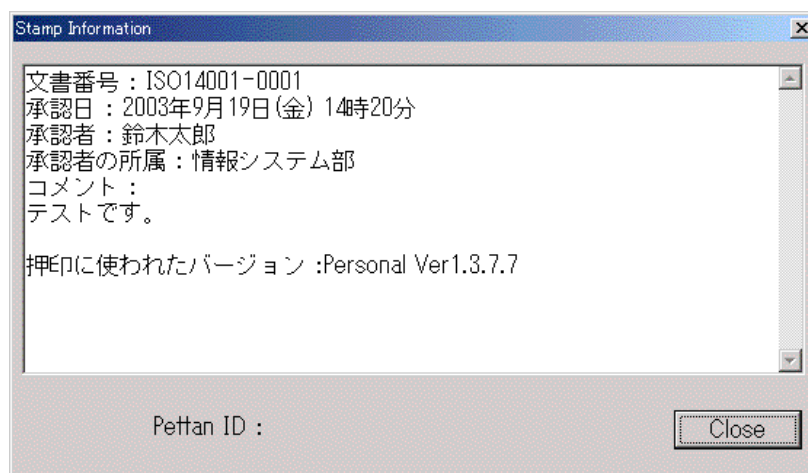 Stamp Information
文書番号：ISO14001-0001
承認日：2003年9月19日(金) 14時20分
承認者：鈴木太郎
承認者の所属：情報システム部
コメント：
テストです。
押印に使われたバージョン :Personal Ver1.3.7.7
Pettan ID :
Close